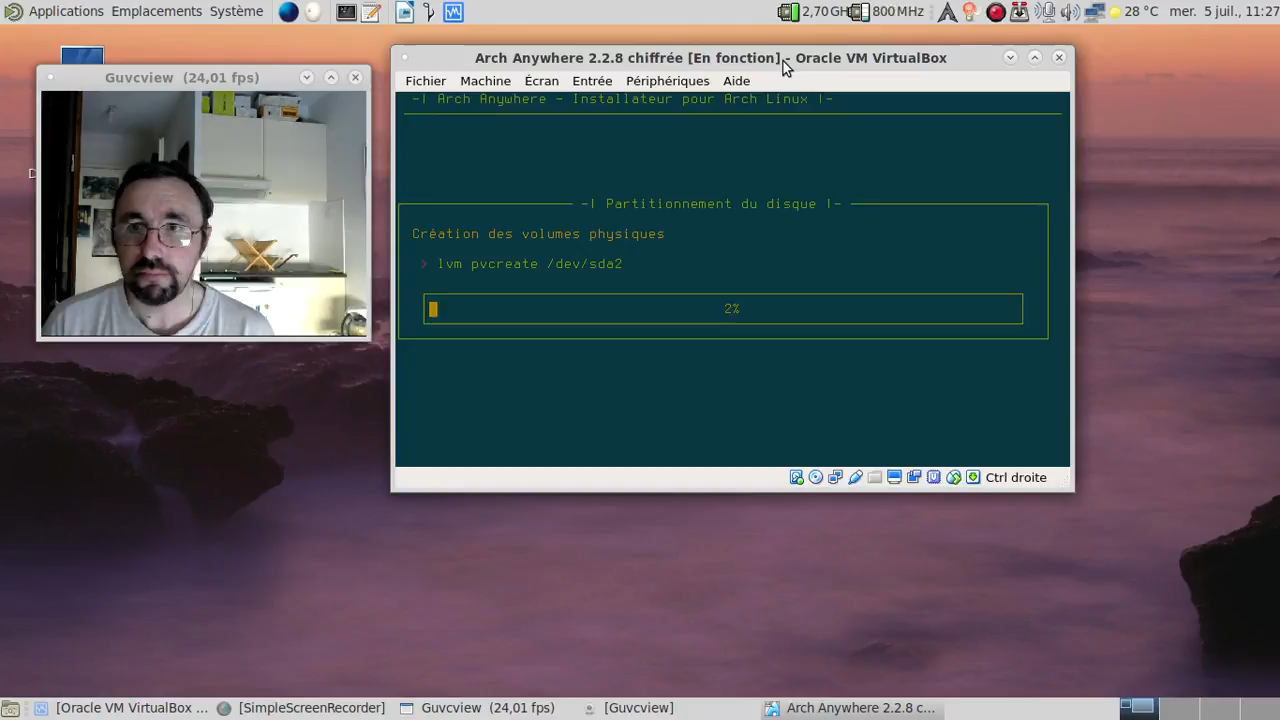 Applications Emplacements Système 2,70 GH 800 MHz 28 °C mer. 5 juil., 11:27
Guvcview (24,01 fps)
Arch Anywhere 2.2.8 chiffrée [En fonction] - Oracle VM VirtualBox
Fichier Machine Écran Entrée Périphériques Aide
-| Arch Anywhere - Installateur pour Arch Linux |-
-| Partitionnement du disque |-
Création des volumes physiques
> lvm pvcreate /dev/sda2
2%
Ctrl droite
[Oracle VM VirtualBox ... [SimpleScreenRecorder] Guvcview (24,01 fps) [Guvcview] Arch Anywhere 2.2.8 c...